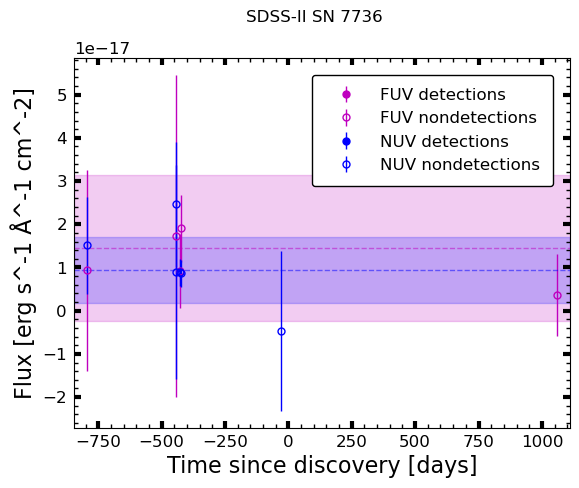 SDSS-II SN 7736
1e−17
FUV detections
FUV nondetections
NUV detections
NUV nondetections
5
4
3
2
1
0
−1
−2
Flux [erg s^-1 Å^-1 cm^-2]
−750 −500 −250 0 250 500 750 1000
Time since discovery [days]